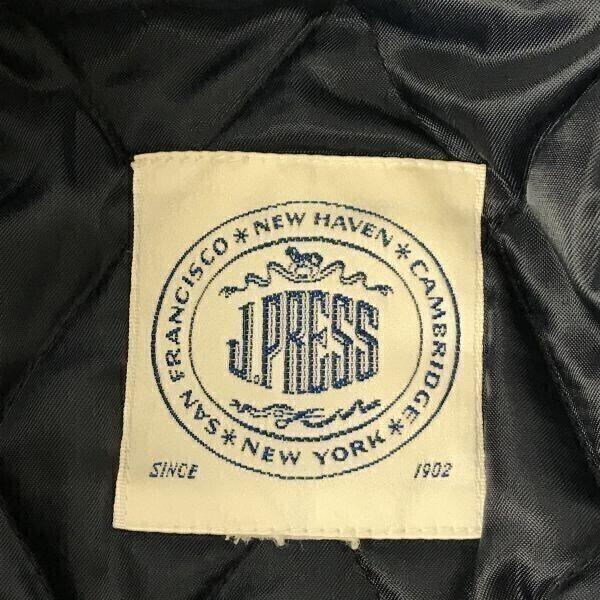 SAN FRANCISCO * NEW HAVEN * CAMBRIDGE * NEW YORK *
J.PRESS
SINCE 1902